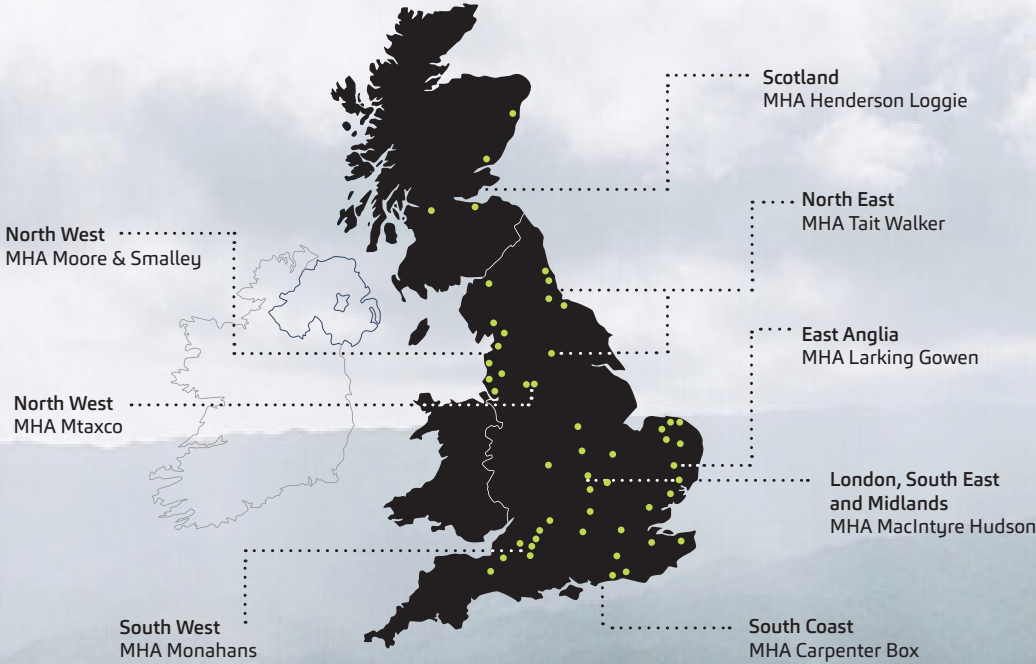 Scotland
MHA Henderson Loggie
North East
MHA Tait Walker
North West
MHA Moore & Smalley
East Anglia
MHA Larking Gowen
North West
MHA Mtaxco
London, South East
and Midlands
MHA MacIntyre Hudson
South West
MHA Monahans
South Coast
MHA Carpenter Box